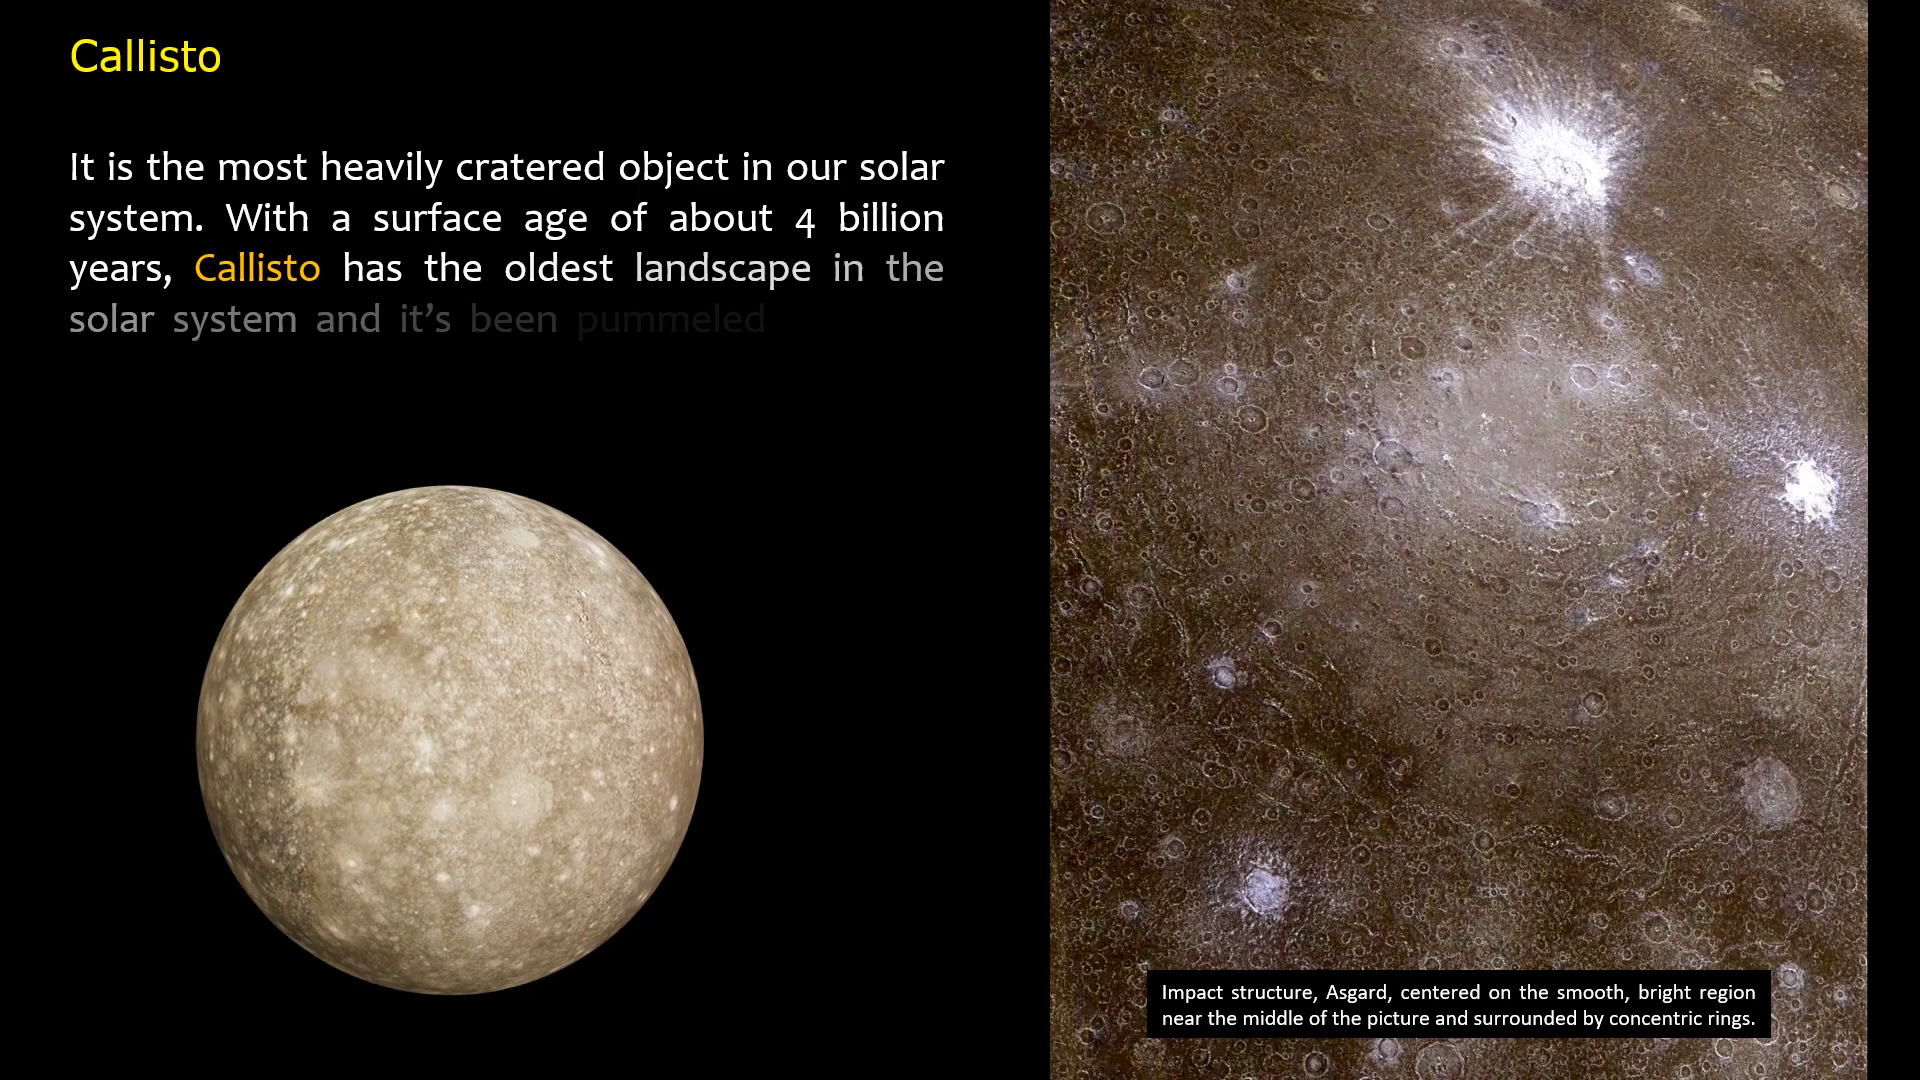 Callisto
It is the most heavily cratered object in our solar
system. With a surface age of about 4 billion
years, Callisto has the oldest landscape in the
solar system and it’s been pummeled
Impact structure, Asgard, centered on the smooth, bright region
near the middle of the picture and surrounded by concentric rings.